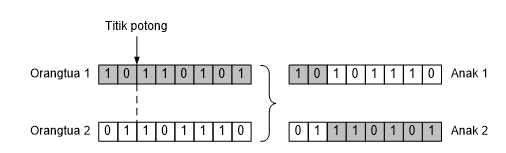 Titik potong
Orangtua 1 1 0 1 1 0 1 0 1 1 0 1 0 1 1 1 0 Anak 1
Orangtua 2 0 1 1 0 1 1 1 0 0 1 1 1 0 1 0 1 Anak 2